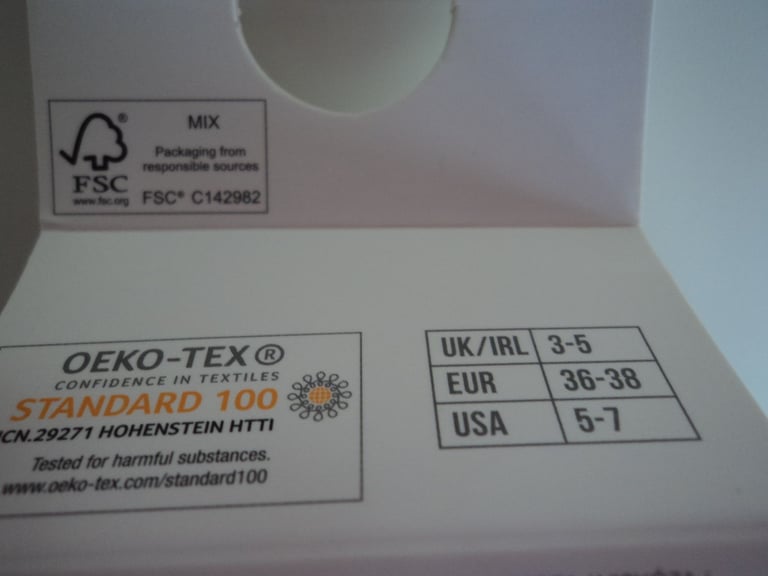 MIX
Packaging from
responsible sources
FSC® C142982
®
FSC
www.fsc.org
OEKO-TEX®
CONFIDENCE IN TEXTILES
STANDARD 100
CN.29271 HOHENSTEIN HTTI
Tested for harmful substances.
www.oeko-tex.com/standard100
UK/IRL 3-5
EUR 36-38
USA 5-7